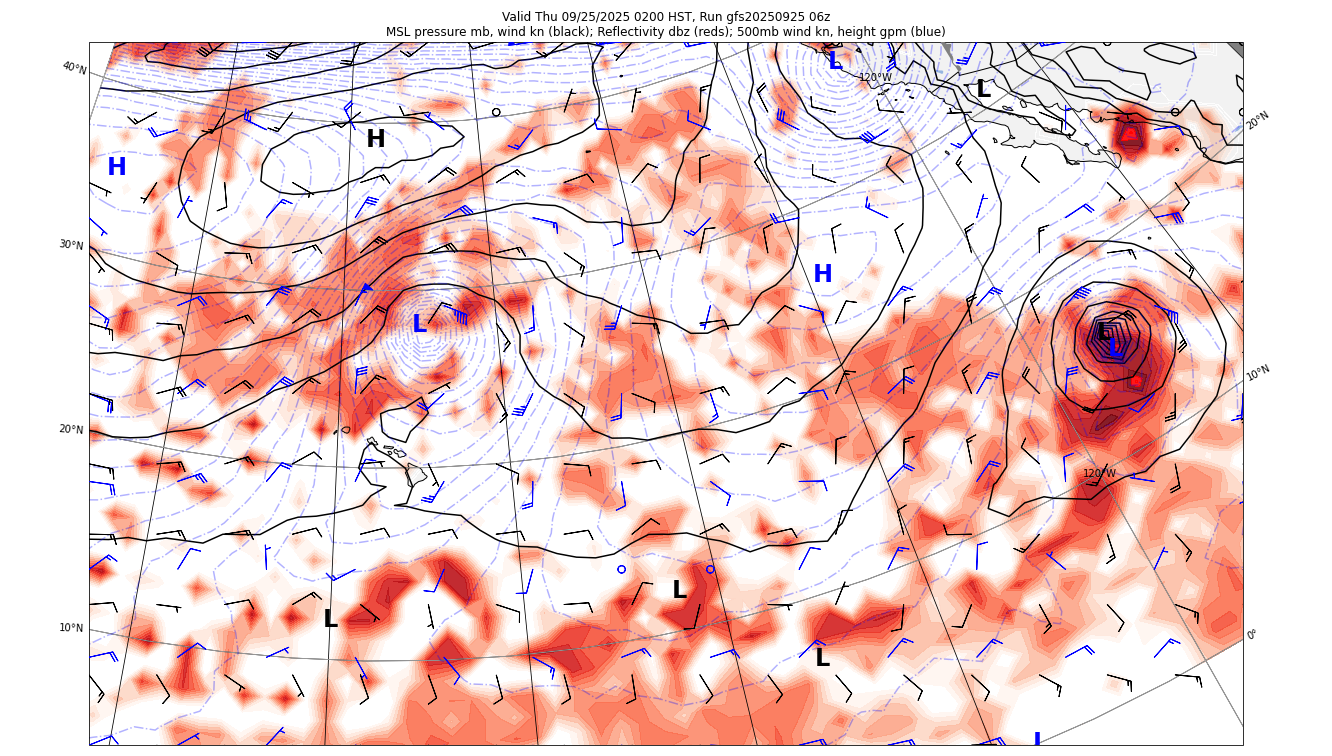 Valid Thu 09/25/2025 0200 HST, Run gfs20250925 06z
MSL pressure mb, wind kn (black); Reflectivity dbz (reds); 500mb wind kn, height gpm (blue)
40°N
L
120°W
L
20°N
H
H
30°N
H
L
L
L
10°N
20°N
120°W
L
L
10°N
L
0°
L